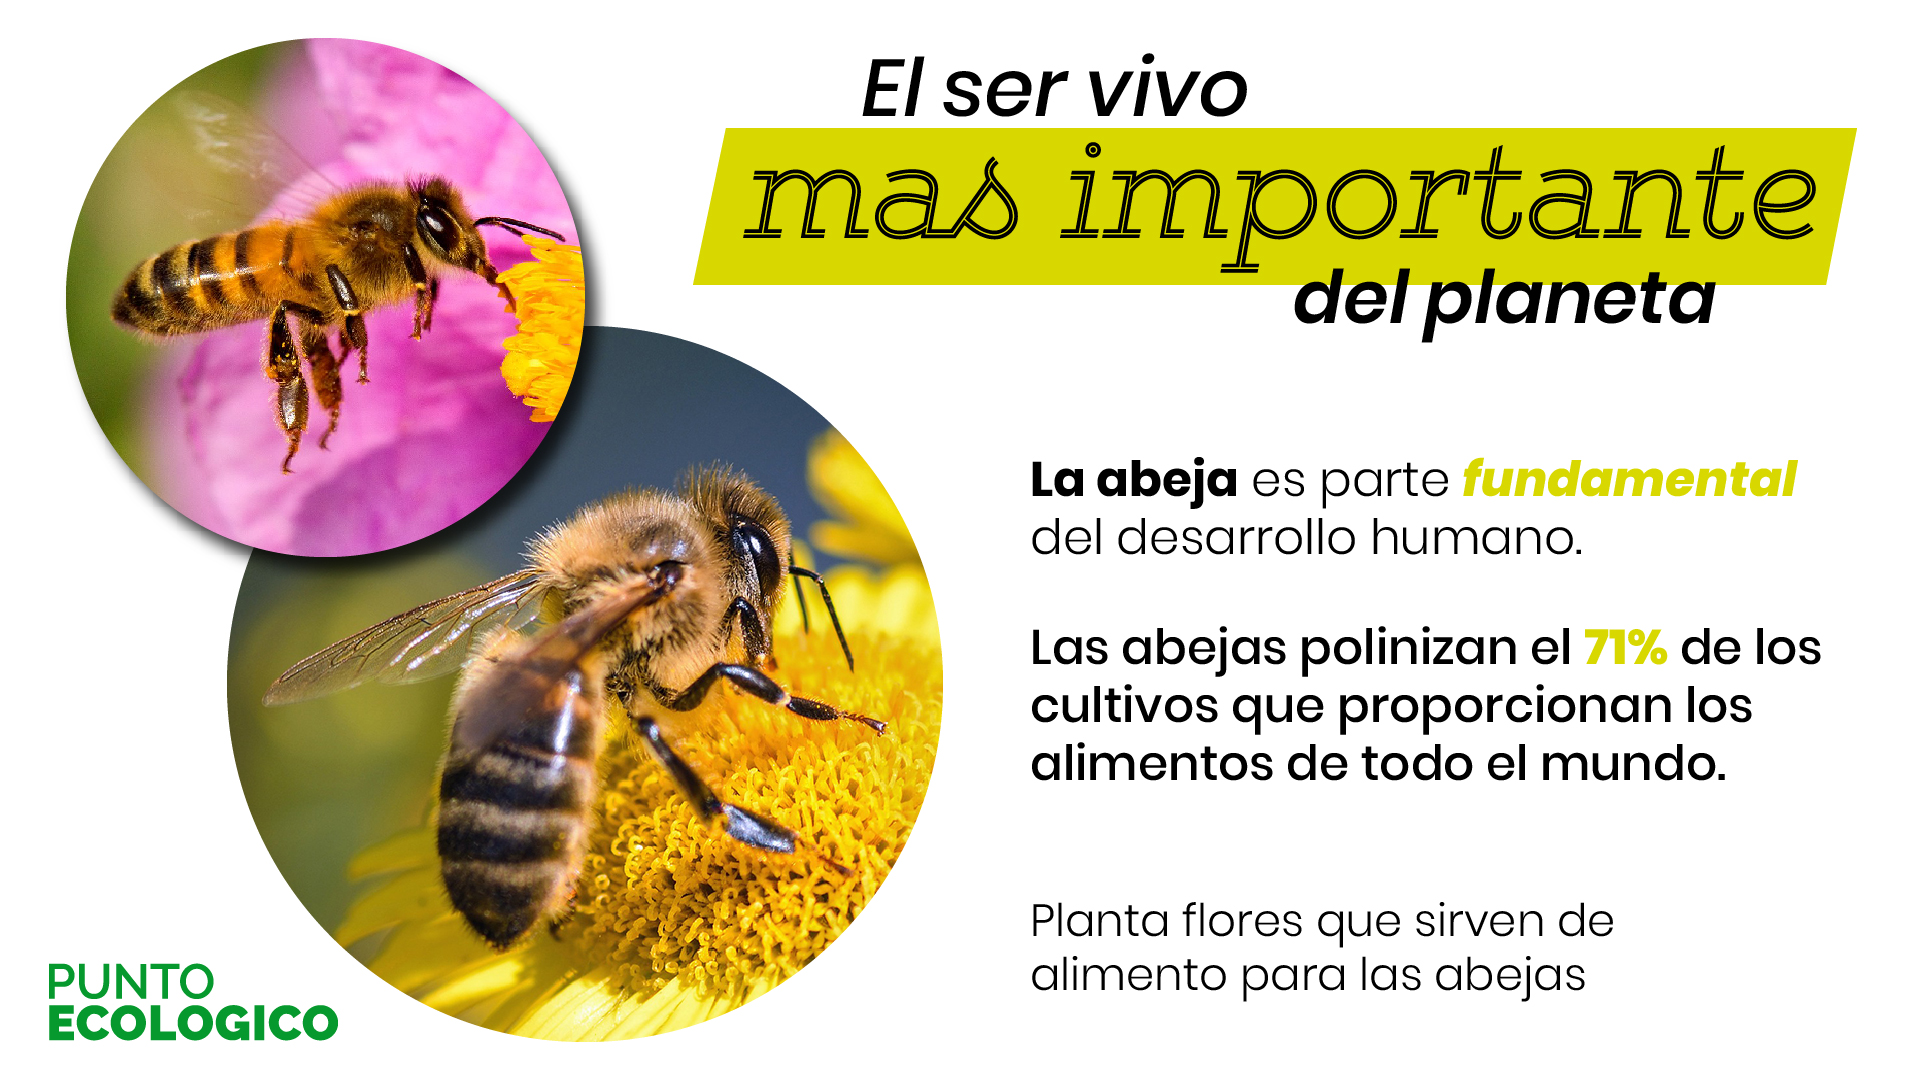 El ser vivo
mas importante
del planeta
La abeja es parte fundamental
del desarrollo humano.
Las abejas polinizan el 71% de los
cultivos que proporcionan los
alimentos de todo el mundo.
Planta flores que sirven de
alimento para las abejas
PUNTO
ECOLOGICO